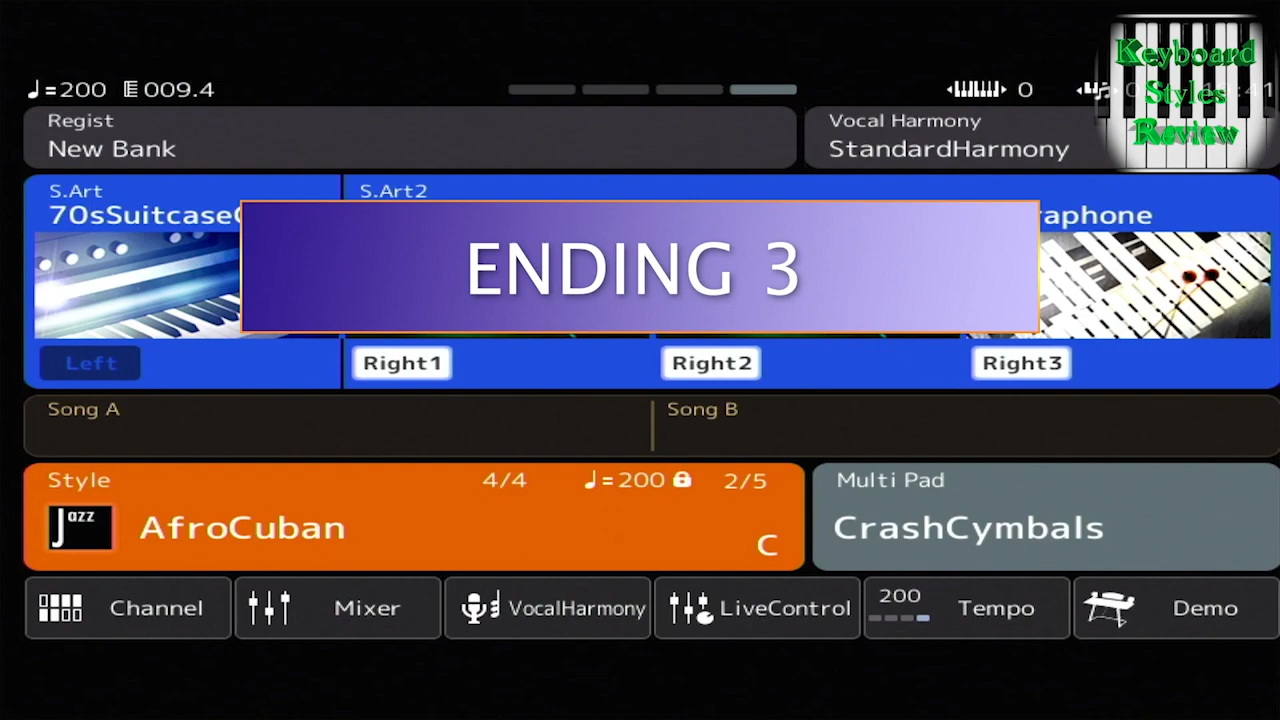 ♩=200 009.4
0
Keyboard
Styles
Review
Regist
New Bank
Vocal Harmony
StandardHarmony
S.Art
70sSuitcase
S.Art2
raphone
ENDING 3
Left
Right1
Right2
Right3
Song A
Song B
Style
4/4 ♩=200 2/5
Jazz
AfroCuban
C
Multi Pad
CrashCymbals
Channel
Mixer
VocalHarmony
LiveControl
200
Tempo
Demo